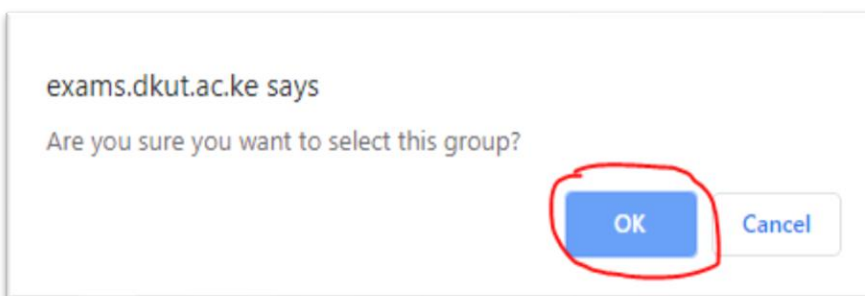 exams.dkut.ac.ke says
Are you sure you want to select this group?
OK Cancel